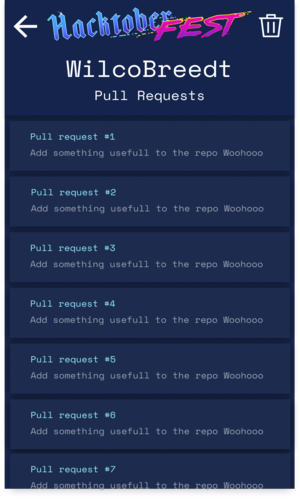 Hacktober
FEST
WilcoBreedt
Pull Requests
Pull request #1
Add something usefull to the repo Woohooo
Pull request #2
Add something usefull to the repo Woohooo
Pull request #3
Add something usefull to the repo Woohooo
Pull request #4
Add something usefull to the repo Woohooo
Pull request #5
Add something usefull to the repo Woohooo
Pull request #6
Add something usefull to the repo Woohooo
Pull request #7
Add something usefull to the repo Woohooo